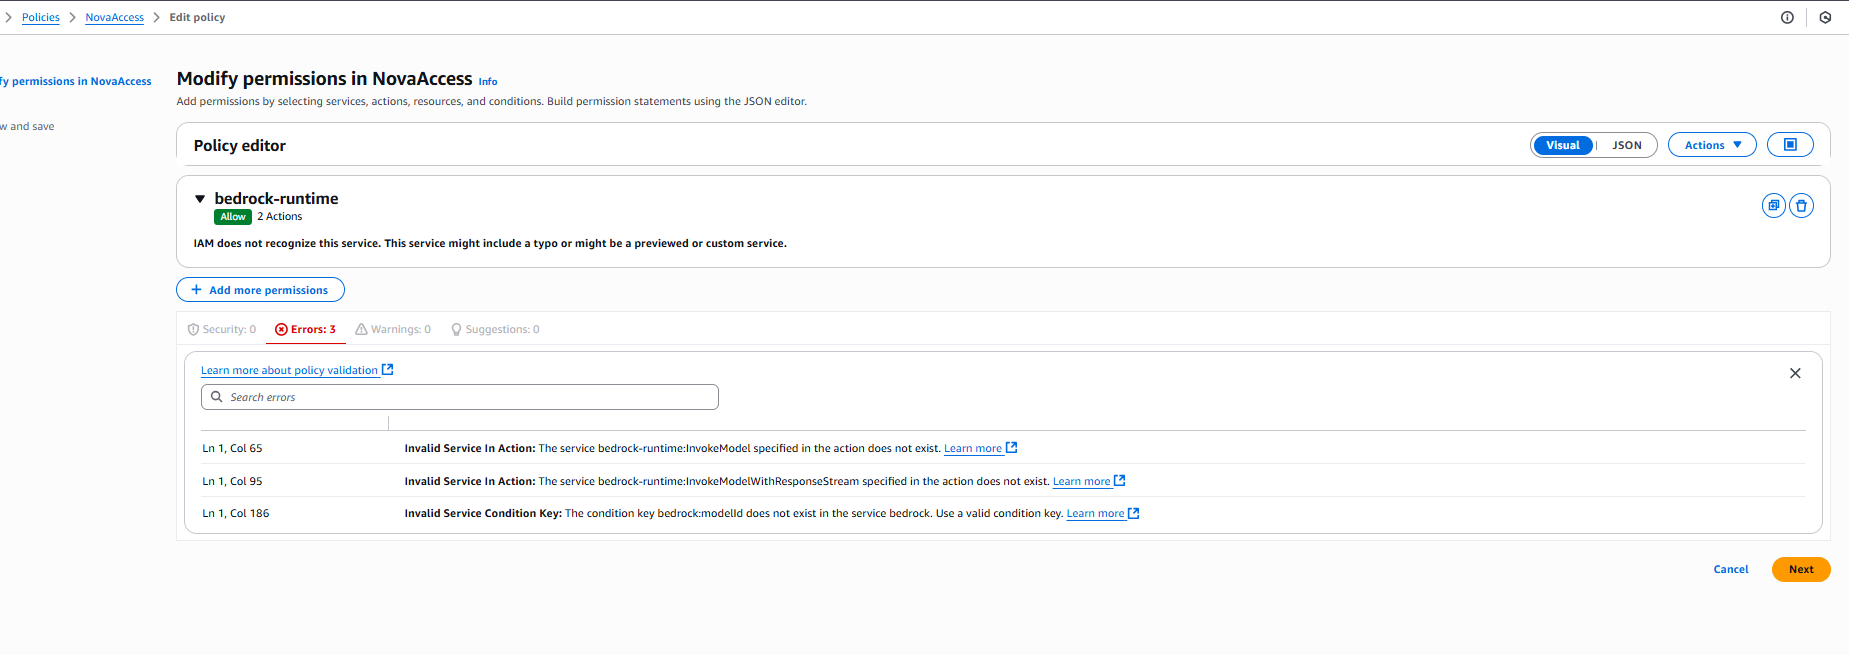 Policies
NovaAccess
Edit policy
fy permissions in NovaAccess
w and save
Modify permissions in NovaAccess Info
Add permissions by selecting services, actions, resources, and conditions. Build permission statements using the JSON editor.
Policy editor
Visual
JSON
Actions
bedrock-runtime
Allow 2 Actions
IAM does not recognize this service. This service might include a typo or might be a previewed or custom service.
+ Add more permissions
Security: 0
Errors: 3
Warnings: 0
Suggestions: 0
Learn more about policy validation
Search errors
Ln 1, Col 65 Invalid Service In Action: The service bedrock-runtime:InvokeModel specified in the action does not exist. Learn more
Ln 1, Col 95 Invalid Service In Action: The service bedrock-runtime:InvokeModelWithResponseStream specified in the action does not exist. Learn more
Ln 1, Col 186 Invalid Service Condition Key: The condition key bedrock:modelId does not exist in the service bedrock. Use a valid condition key. Learn more
Cancel
Next